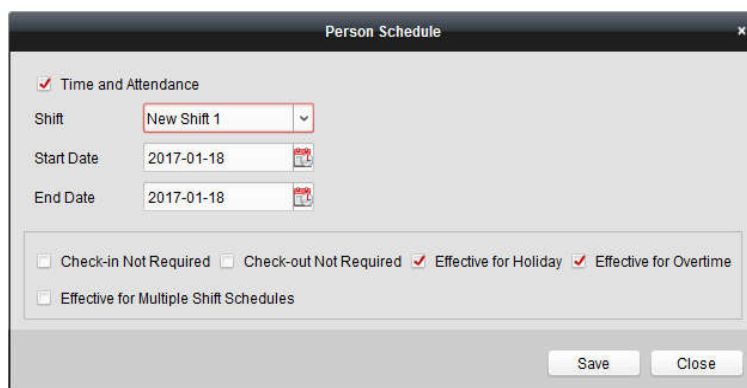 Person Schedule
Time and Attendance
Shift New Shift 1
Start Date 2017-01-18
End Date 2017-01-18
Check-in Not Required Check-out Not Required Effective for Holiday Effective for Overtime
Effective for Multiple Shift Schedules
Save Close